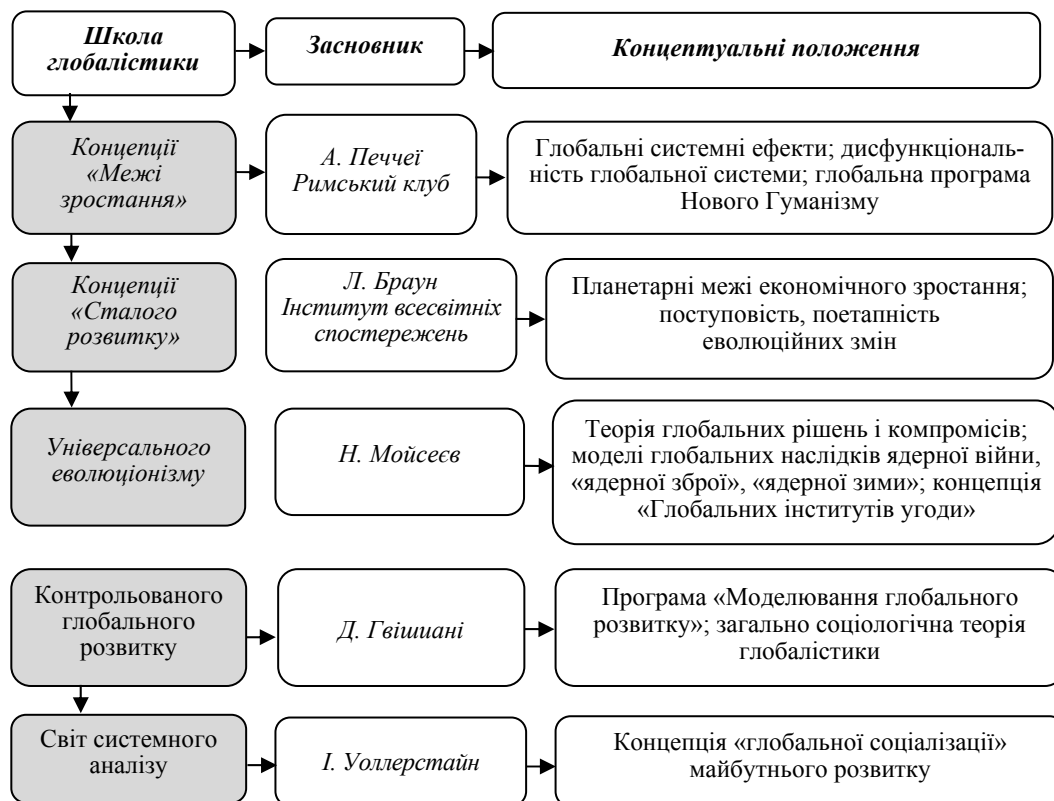 Школа
глобалістики
Засновник
Концептуальні положення
Концепції
«Межі
зростання»
А. Печчеї
Римський клуб
Глобальні системні ефекти; дисфункціональ-
ність глобальної системи; глобальна програма
Нового Гуманізму
Концепції
«Сталого
розвитку»
Л. Браун
Інститут всесвітніх
спостережень
Планетарні межі економічного зростання;
поступовість, поетапність
еволюційних змін
Універсального
еволюціонізму
Н. Мойсеєв
Теорія глобальних рішень і компромісів;
моделі глобальних наслідків ядерної війни,
«ядерної зброї», «ядерної зими»; концепція
«Глобальних інститутів угоди»
Контрольованого
глобального
розвитку
Д. Гвішиані
Програма «Моделювання глобального
розвитку»; загально соціологічна теорія
глобалістики
Світ системного
аналізу
І. Уоллерстайн
Концепція «глобальної соціалізації»
майбутнього розвитку